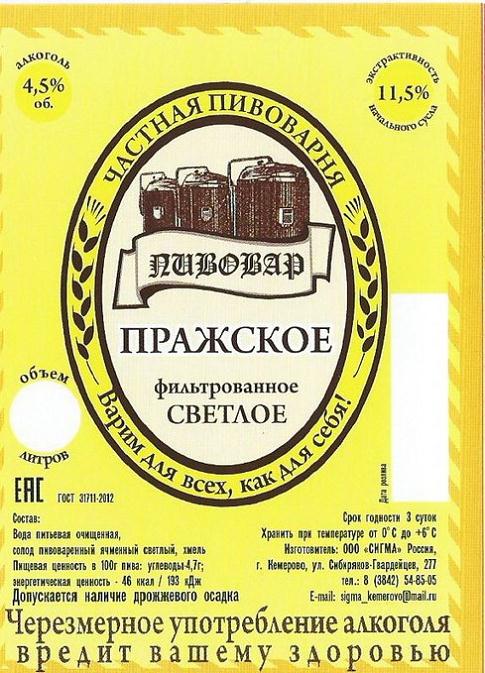 алкоголь
4,5%
об.
экстрактивность
11,5%
начального сусла
ЧАСТНАЯ ПИВОВАРНЯ
ПИВОВАР
ПРАЖСКОЕ
фильтрованное
СВЕТЛОЕ
Варим для всех, как для себя!
объем
литров
Дата розлива
ЕАС ГОСТ 31711-2012
Состав:
Вода питьевая очищенная,
солод пивоваренный ячменный светлый, хмель
Пищевая ценность в 100г пива: углеводы-4,7г;
энергетическая ценность - 46 ккал / 193 кДж
Допускается наличие дрожжевого осадка
Срок годности 3 суток
Хранить при температуре от 0°С до +6°С
Изготовитель: ООО «СИГМА» Россия,
г. Кемерово, ул. Сибиряков-Гвардейцев, 277
тел.: 8 (3842) 54-85-05
E-mail: sigma_kemerovo@mail.ru
Чрезмерное употребление алкоголя
вредит вашему здоровью